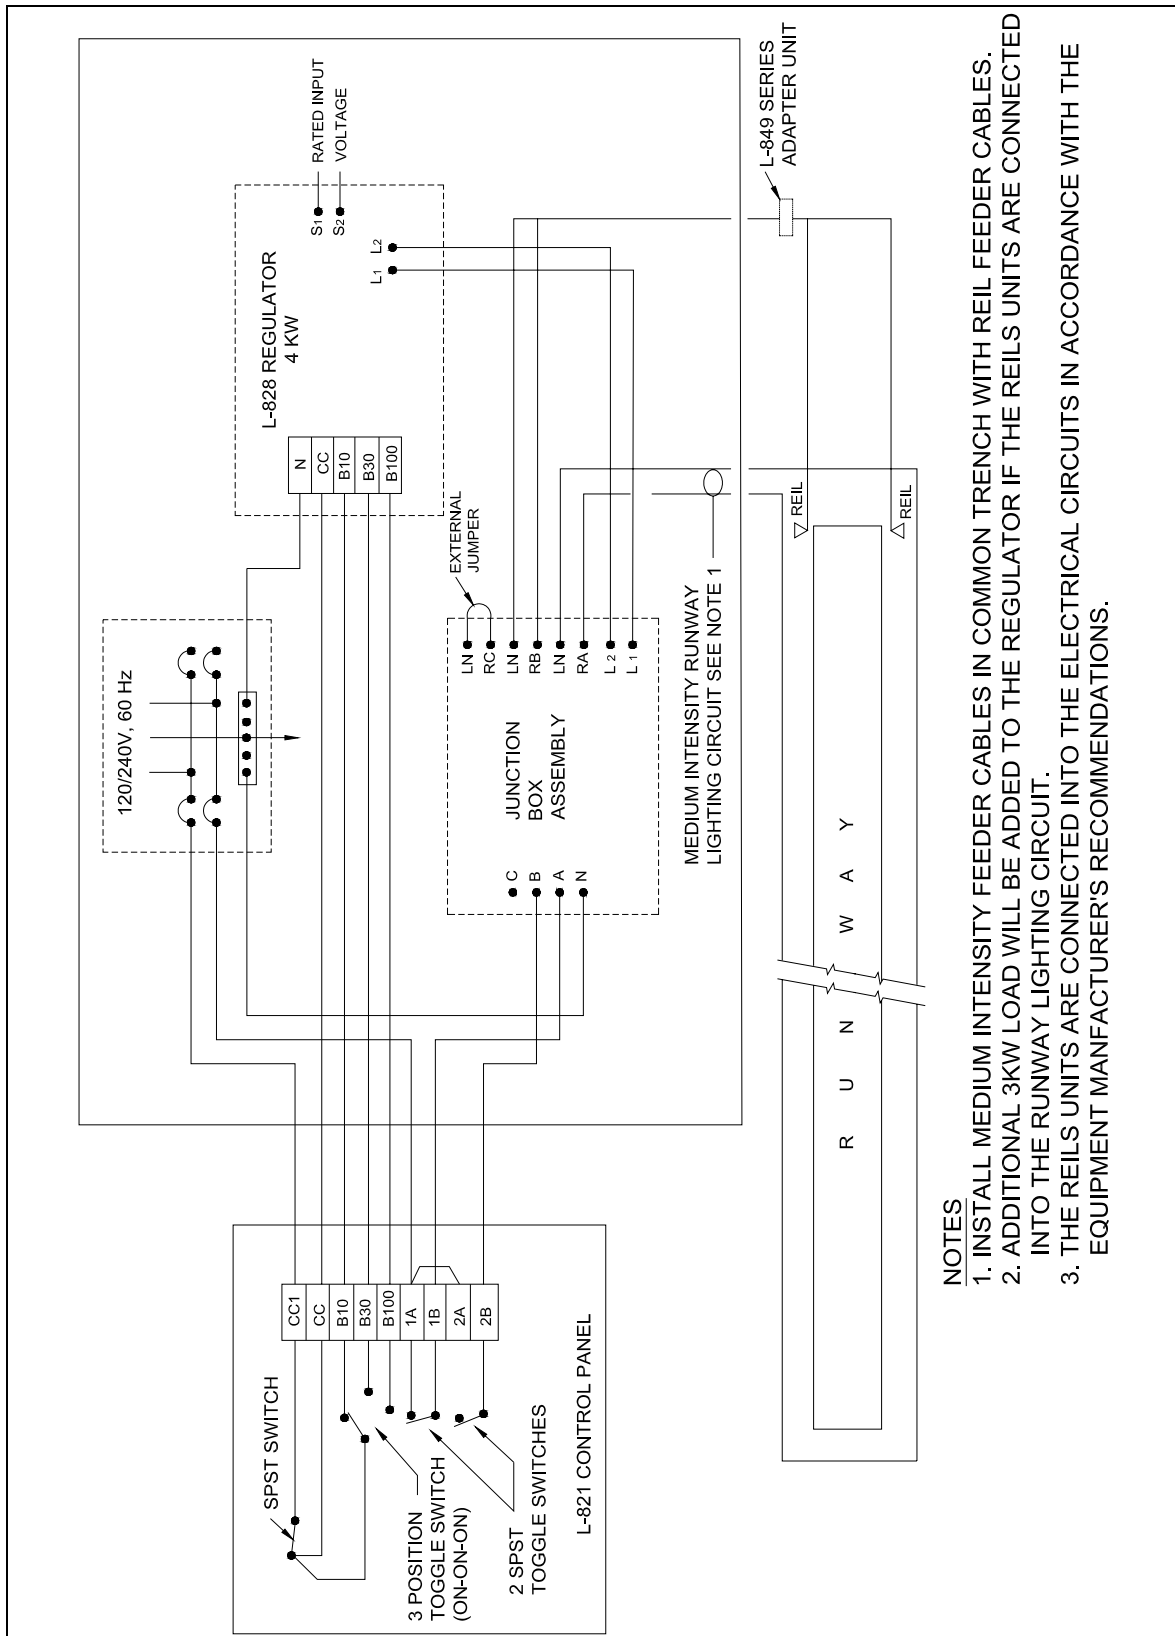 120/240V, 60 Hz
L-828 REGULATOR
4 KW
S1
S2
RATED INPUT
VOLTAGE
L1
L2
N
CC
B10
B30
B100
EXTERNAL
JUMPER
SPST SWITCH
CC1
CC
B10
B30
B100
1A
1B
2A
2B
3 POSITION
TOGGLE SWITCH
(ON-ON-ON)
2 SPST
TOGGLE SWITCHES
L-821 CONTROL PANEL
C
B
A
N
JUNCTION
BOX
ASSEMBLY
LN
RC
LN
RB
LN
RA
L 2
L 1
MEDIUM INTENSITY RUNWAY
LIGHTING CIRCUIT SEE NOTE 1
L-849 SERIES
ADAPTER UNIT
REIL
REIL
R U N W A Y
NOTES
1. INSTALL MEDIUM INTENSITY FEEDER CABLES IN COMMON TRENCH WITH REIL FEEDER CABLES.
2. ADDITIONAL 3KW LOAD WILL BE ADDED TO THE REGULATOR IF THE REILS UNITS ARE CONNECTED
INTO THE RUNWAY LIGHTING CIRCUIT.
3. THE REILS UNITS ARE CONNECTED INTO THE ELECTRICAL CIRCUITS IN ACCORDANCE WITH THE
EQUIPMENT MANFACTURER'S RECOMMENDATIONS.